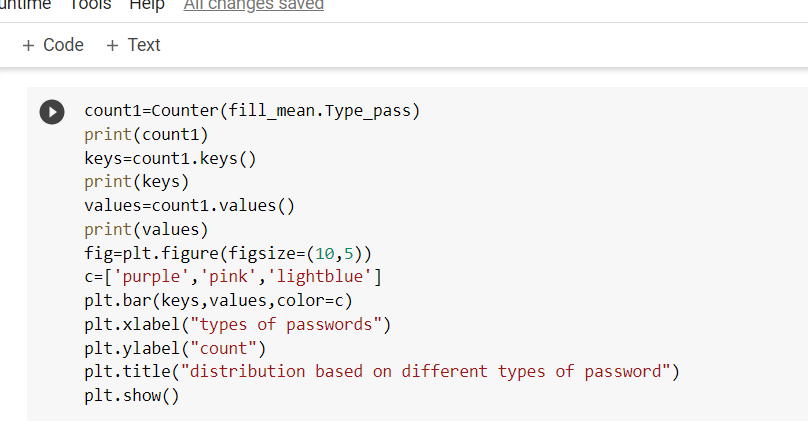 Tools Help All changes saved
+ Code + Text
count1=Counter(fill_mean.Type_pass)
print(count1)
keys=count1.keys()
print(keys)
values=count1.values()
print(values)
fig=plt.figure(figsize=(10,5))
c=['purple','pink','lightblue']
plt.bar(keys,values,color=c)
plt.xlabel("types of passwords")
plt.ylabel("count")
plt.title("distribution based on different types of password")
plt.show()